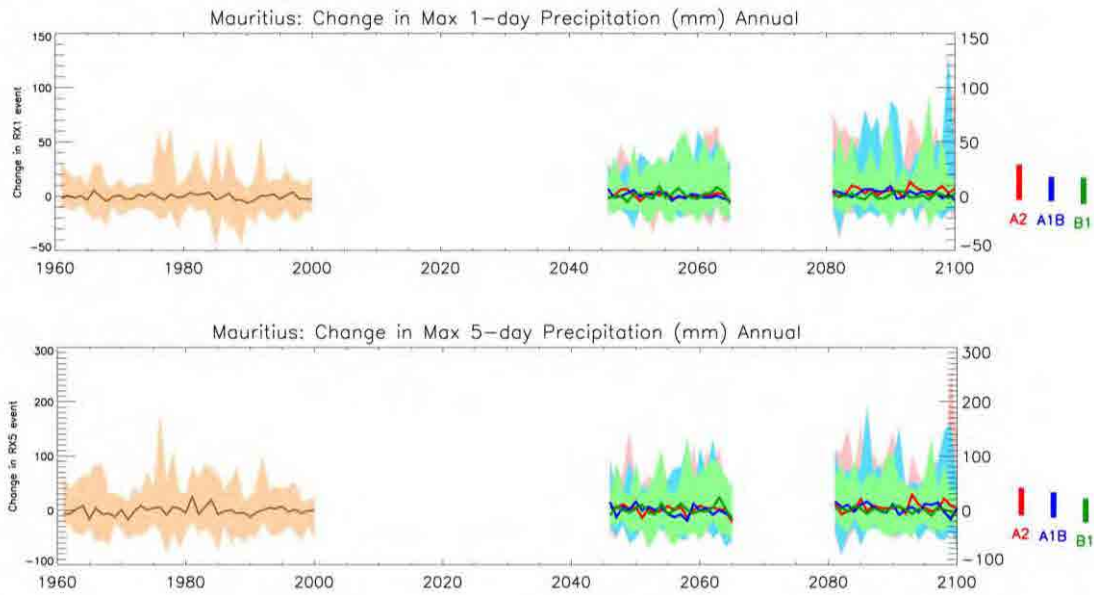 Mauritius: Change in Max 1-day Precipitation (mm) Annual
150 150
100 100
50 50
0 0
-50 -50
Change in RX1 event
1960 1980 2000 2020 2040 2060 2080 2100
A2 A1B B1
Mauritius: Change in Max 5-day Precipitation (mm) Annual
300 300
200 200
100 100
0 0
-100 -100
Change in RX5 event
1960 1980 2000 2020 2040 2060 2080 2100
A2 A1B B1